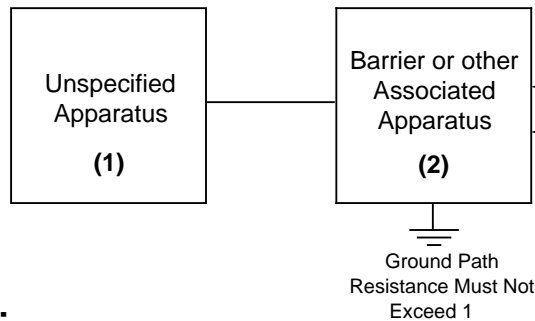 Unspecified
Apparatus
(1)
Barrier or other
Associated
Apparatus
(2)
Ground Path
Resistance Must Not
Exceed 1
.